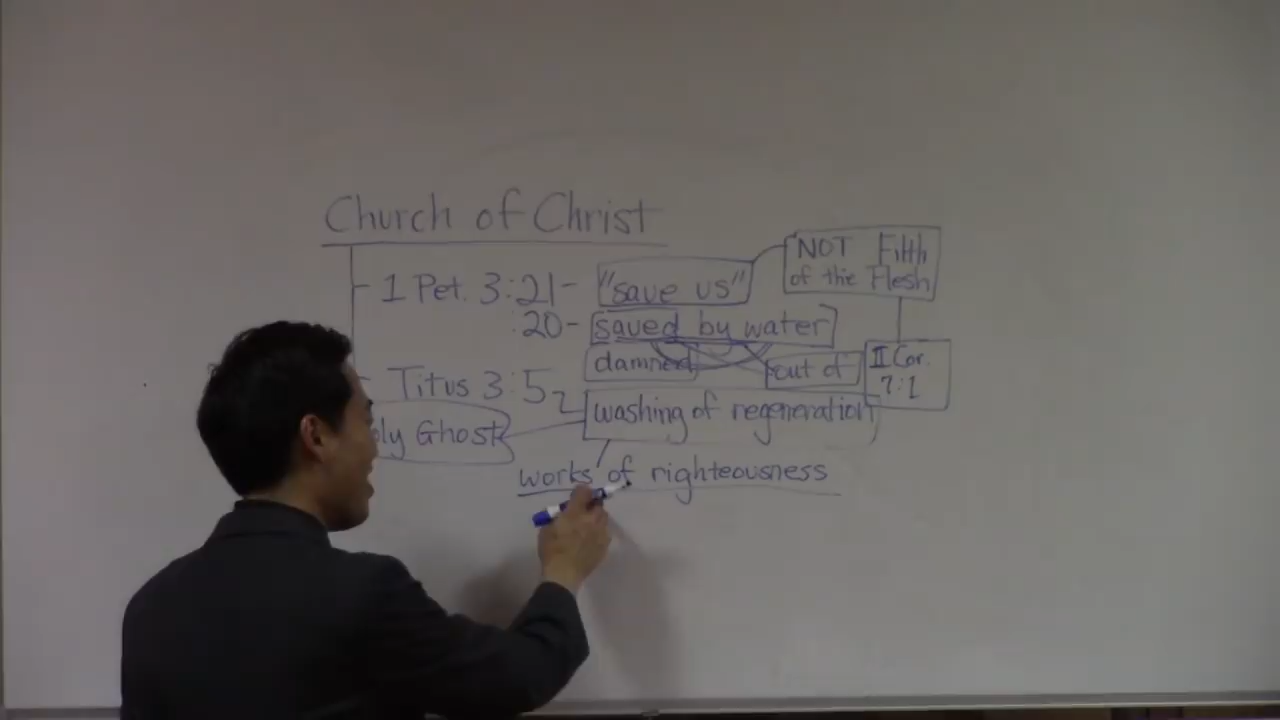 Church of Christ
NOT Filth
of the Flesh
1 Pet. 3:21- "save us"
:20- saved by water
damned out of
II Cor.
7:1
Titus 3:5
washing of regeneration
Ghost
works of righteousness